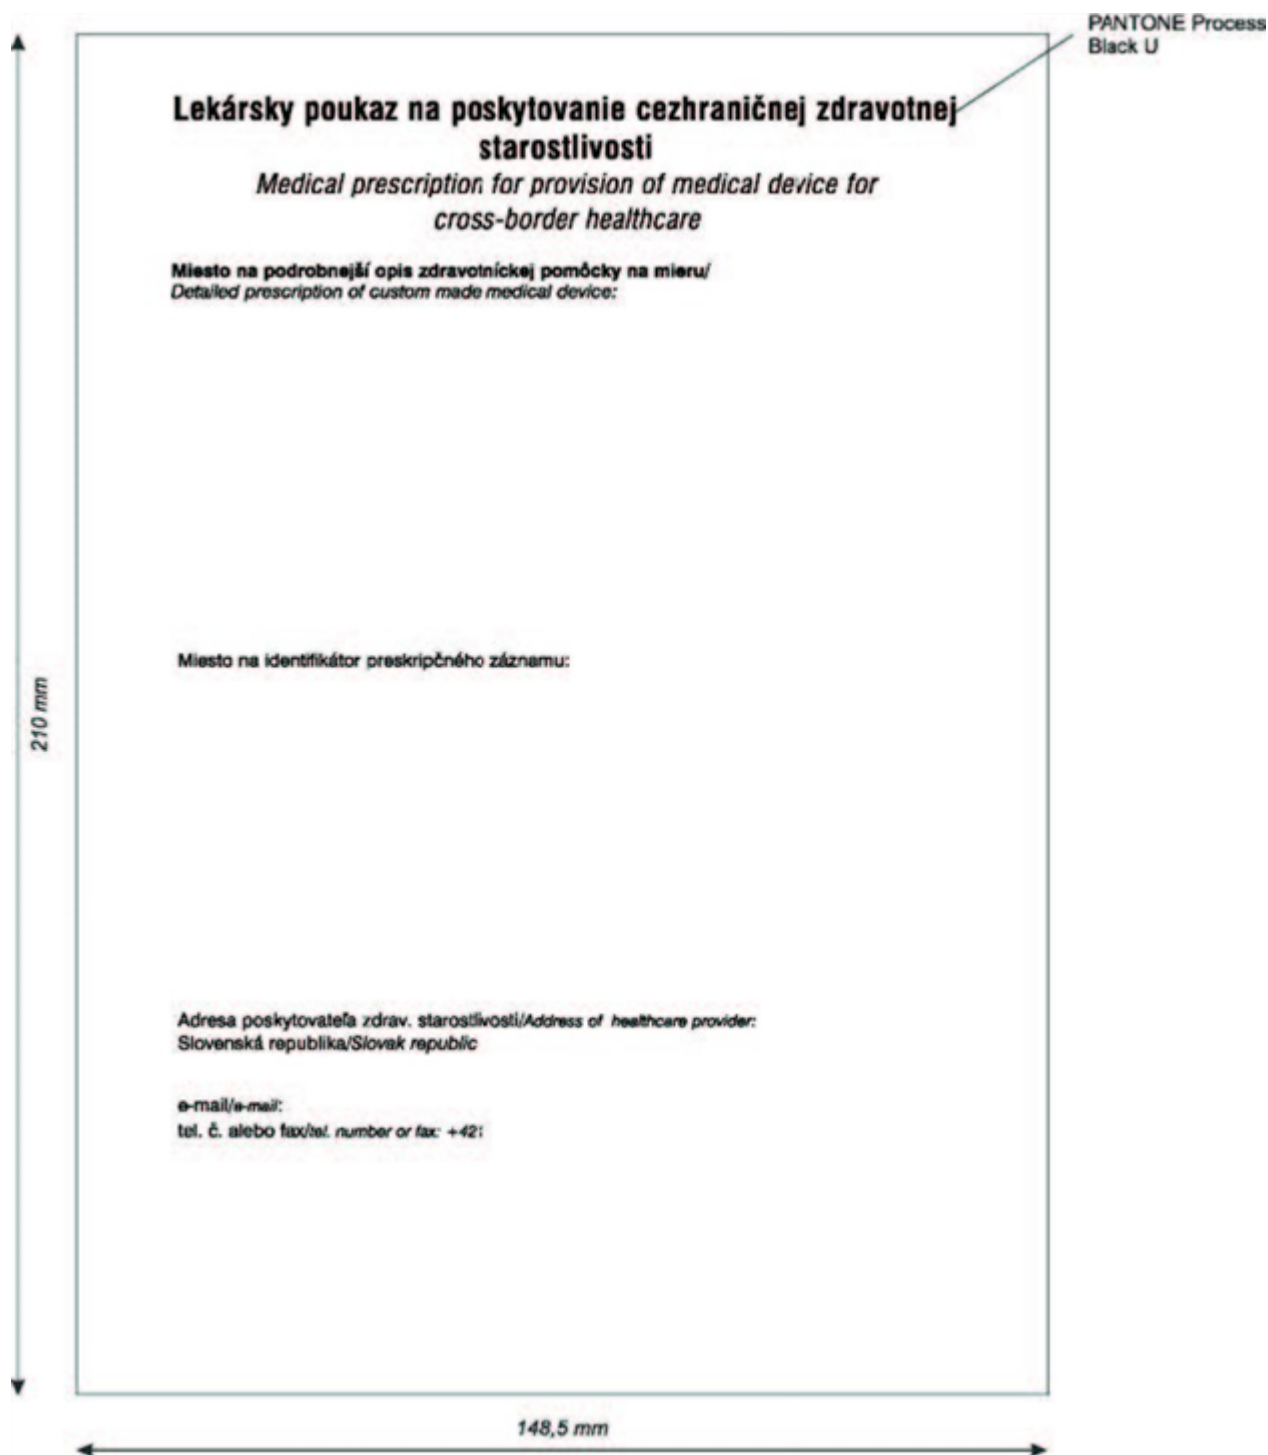 PANTONE Process
Black U
Lekársky poukaz na poskytovanie cezhraničnej zdravotnej
starostlivosti
Medical prescription for provision of medical device for
cross-border healthcare
Miesto na podrobnejší opis zdravotníckej pomôcky na mieru/
Detailed prescription of custom made medical device:
Miesto na identifikátor preskripčného záznamu:
210 mm
Adresa poskytovateľa zdrav. starostlivosti/Address of healthcare provider:
Slovenská republika/Slovak republic
e-mail/e-mail:
tel. č. alebo fax/tel. number or fax: +421
148,5 mm